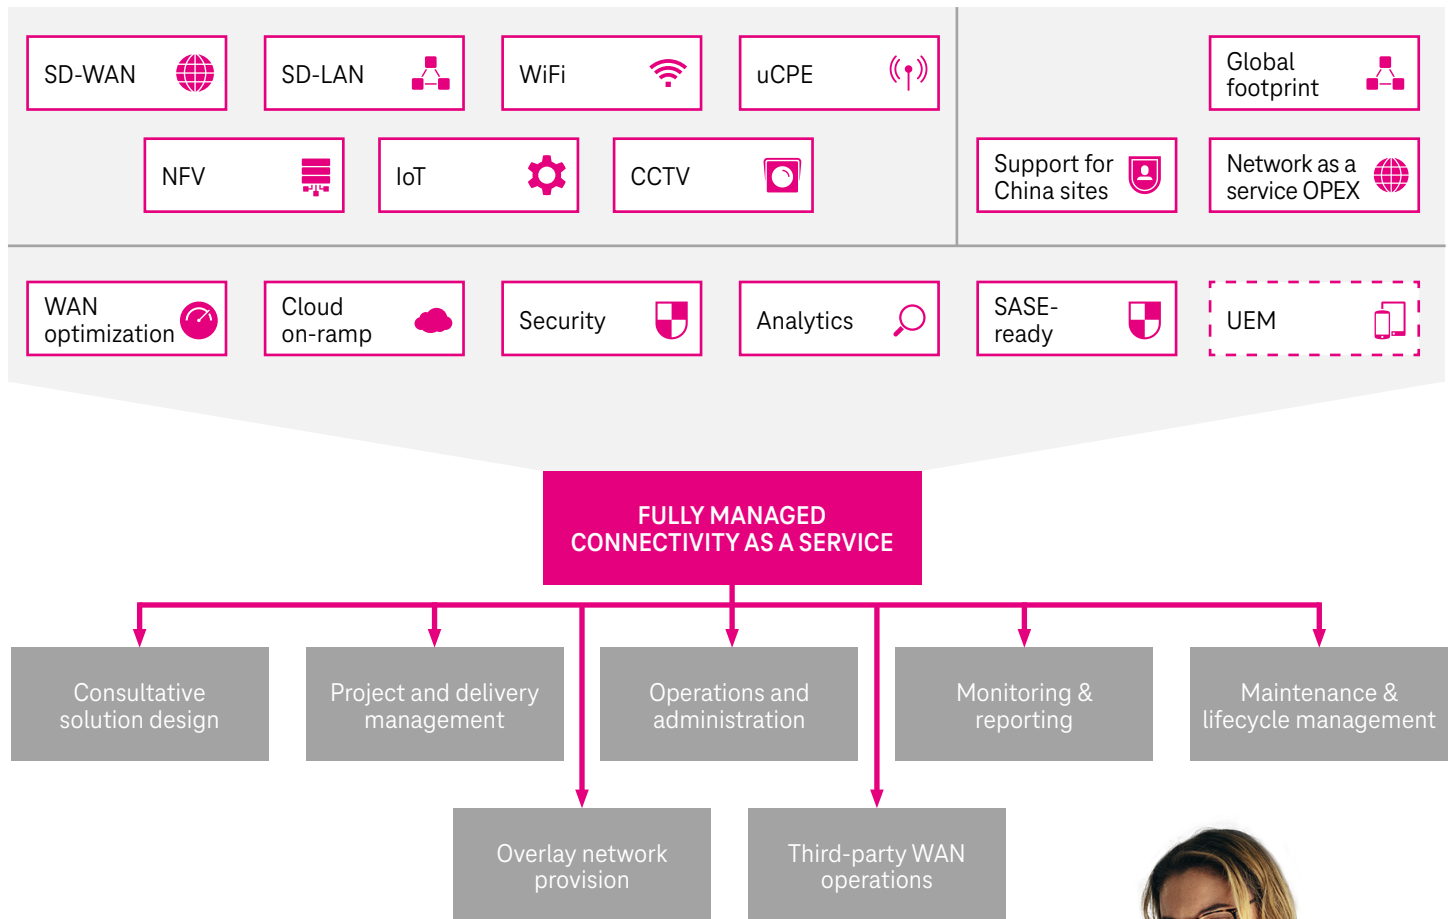 SD-WAN
SD-LAN
WiFi
uCPE
Global
footprint
NFV
IoT
CCTV
Support for
China sites
Network as a
service OPEX
WAN
optimization
Cloud
on-ramp
Security
Analytics
SASE-
ready
UEM
FULLY MANAGED
CONNECTIVITY AS A SERVICE
Consultative
solution design
Project and delivery
management
Operations and
administration
Monitoring &
reporting
Maintenance &
lifecycle management
Overlay network
provision
Third-party WAN
operations